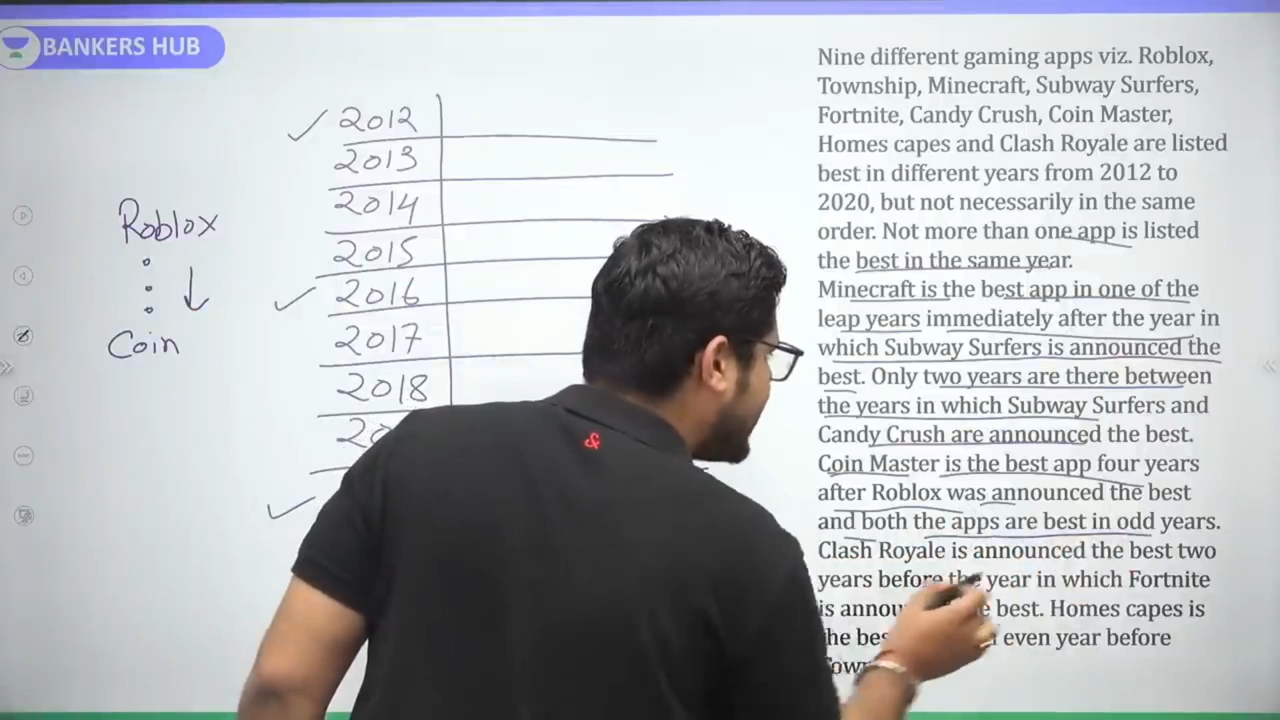 BANKERS HUB
2012
2013
2014
2015
2016
2017
2018
Roblox
Coin
Nine different gaming apps viz. Roblox,
Township, Minecraft, Subway Surfers,
Fortnite, Candy Crush, Coin Master,
Homes capes and Clash Royale are listed
best in different years from 2012 to
2020, but not necessarily in the same
order. Not more than one app is listed
the best in the same year.
Minecraft is the best app in one of the
leap years immediately after the year in
which Subway Surfers is announced the
best. Only two years are there between
the years in which Subway Surfers and
Candy Crush are announced the best.
Coin Master is the best app four years
after Roblox was announced the best
and both the apps are best in odd years.
Clash Royale is announced the best two
years before the year in which Fortnite
is best. Homes capes is
the even year before